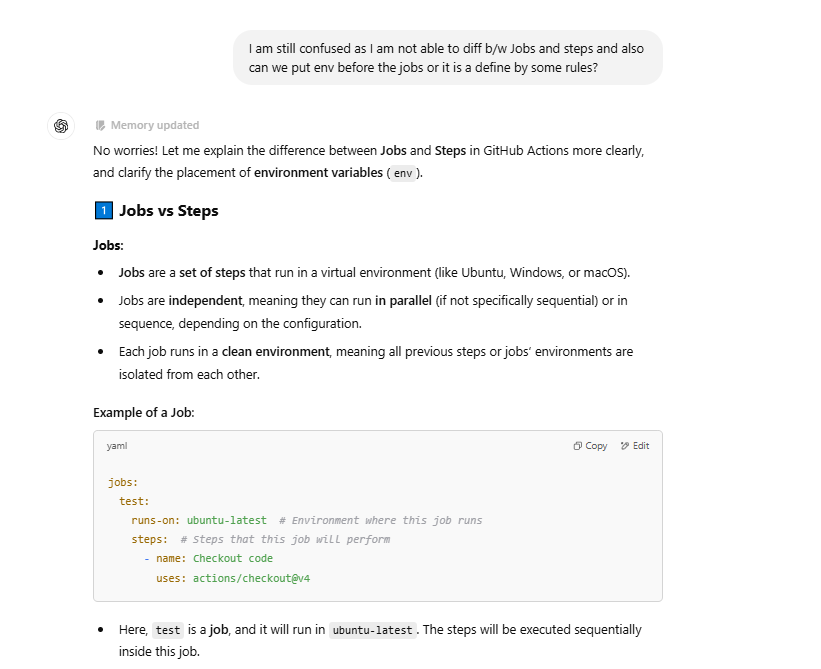 I am still confused as I am not able to diff b/w Jobs and steps and also
can we put env before the jobs or it is a define by some rules?
Memory updated
No worries! Let me explain the difference between Jobs and Steps in GitHub Actions more clearly,
and clarify the placement of environment variables ( env ).
1 Jobs vs Steps
Jobs:
• Jobs are a set of steps that run in a virtual environment (like Ubuntu, Windows, or macOS).
• Jobs are independent, meaning they can run in parallel (if not specifically sequential) or in
sequence, depending on the configuration.
• Each job runs in a clean environment, meaning all previous steps or jobs’ environments are
isolated from each other.
Example of a Job:
yaml
Copy
Edit
jobs:
  test:
    runs-on: ubuntu-latest  # Environment where this job runs
    steps:  # Steps that this job will perform
      - name: Checkout code
        uses: actions/checkout@v4
• Here, test is a job, and it will run in ubuntu-latest . The steps will be executed sequentially
inside this job.